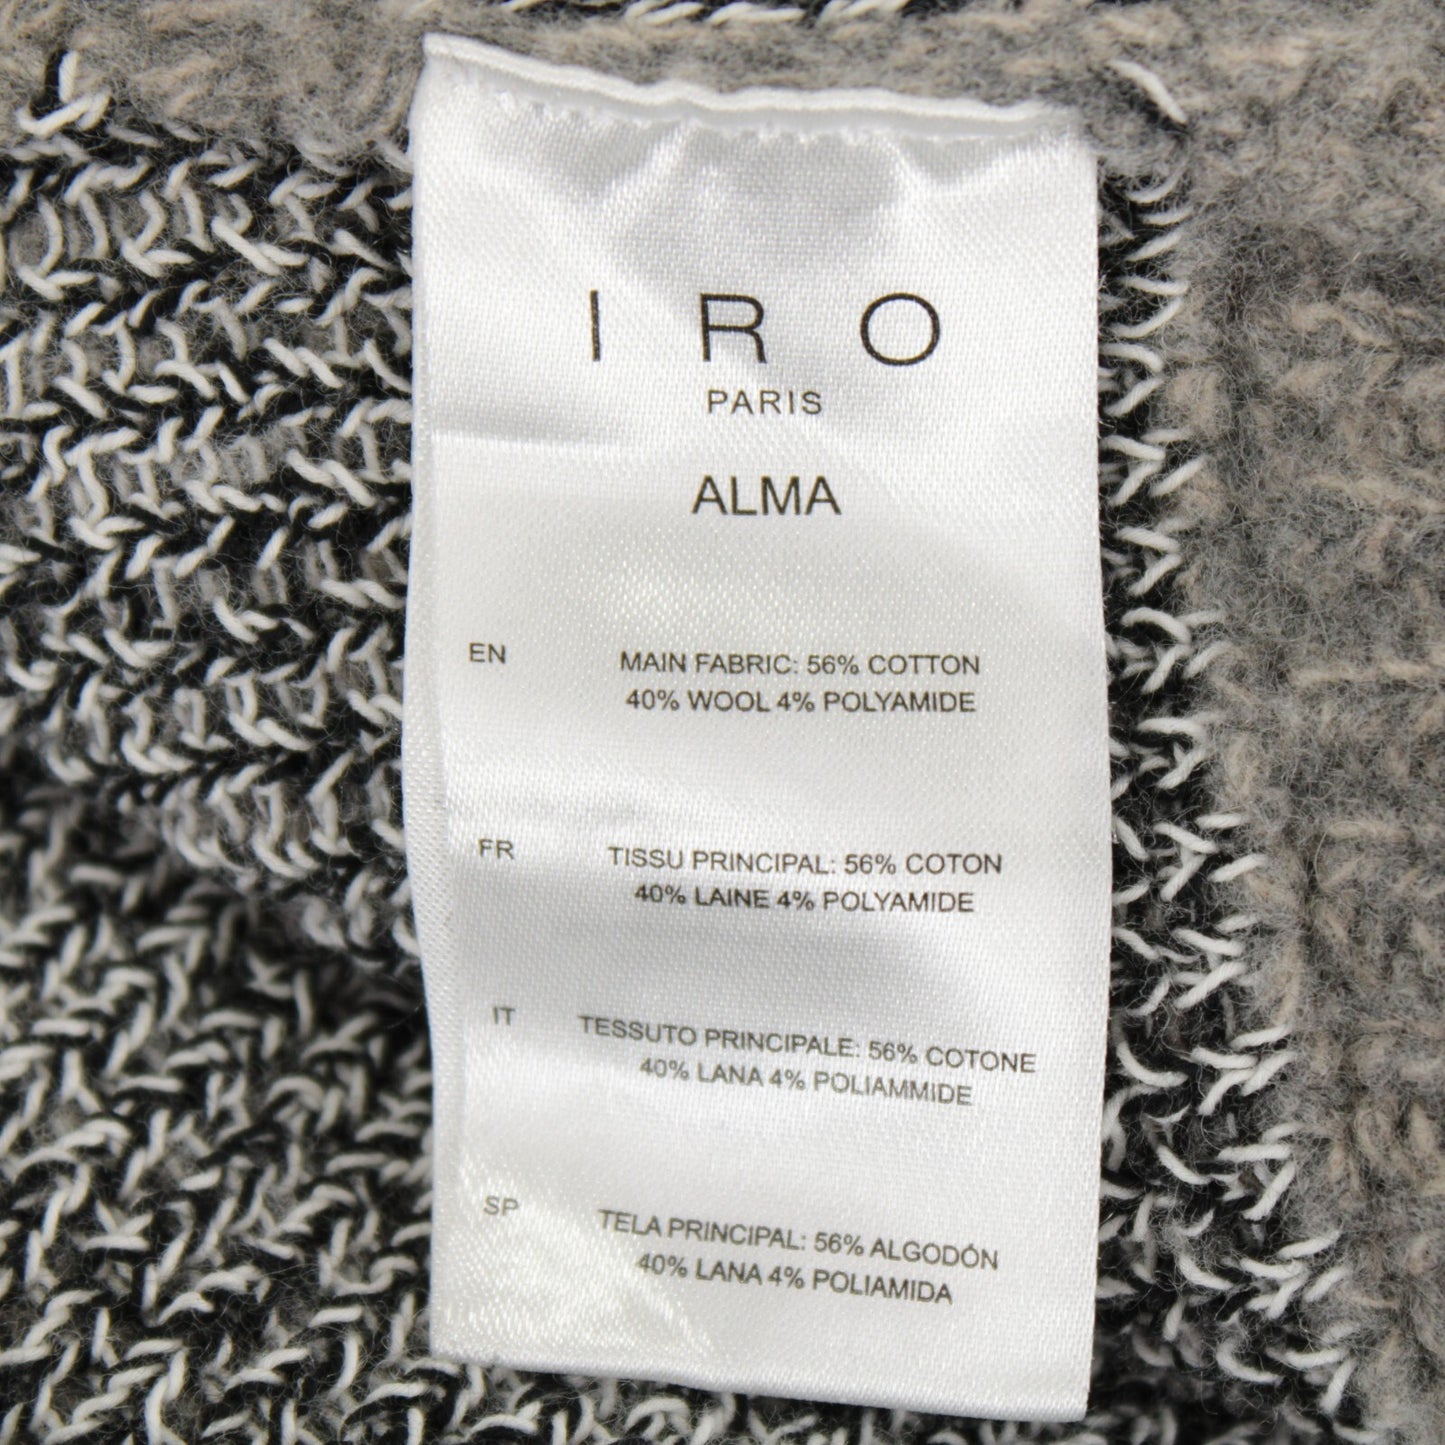 IRO
PARIS
ALMA
EN
MAIN FABRIC: 56% COTTON
40% WOOL 4% POLYAMIDE
FR
TISSU PRINCIPAL: 56% COTON
40% LAINE 4% POLYAMIDE
IT
TESSUTO PRINCIPALE: 56% COTONE
40% LANA 4% POLIAMMIDE
SP
TELA PRINCIPAL: 56% ALGODÓN
40% LANA 4% POLIAMIDA